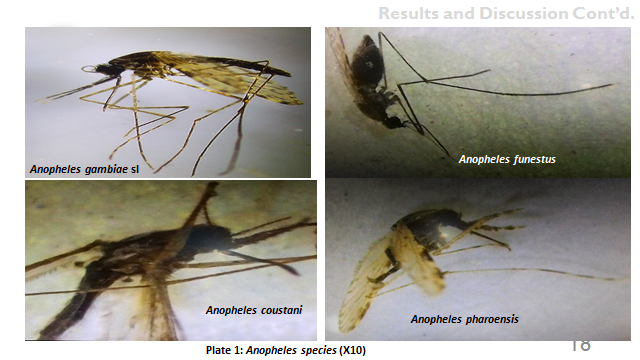 Results and Discussion Cont'd.
Anopheles gambiae sl
Anopheles funestus
Anopheles coustani
Anopheles pharoensis
Plate 1: Anopheles species (X10)
18